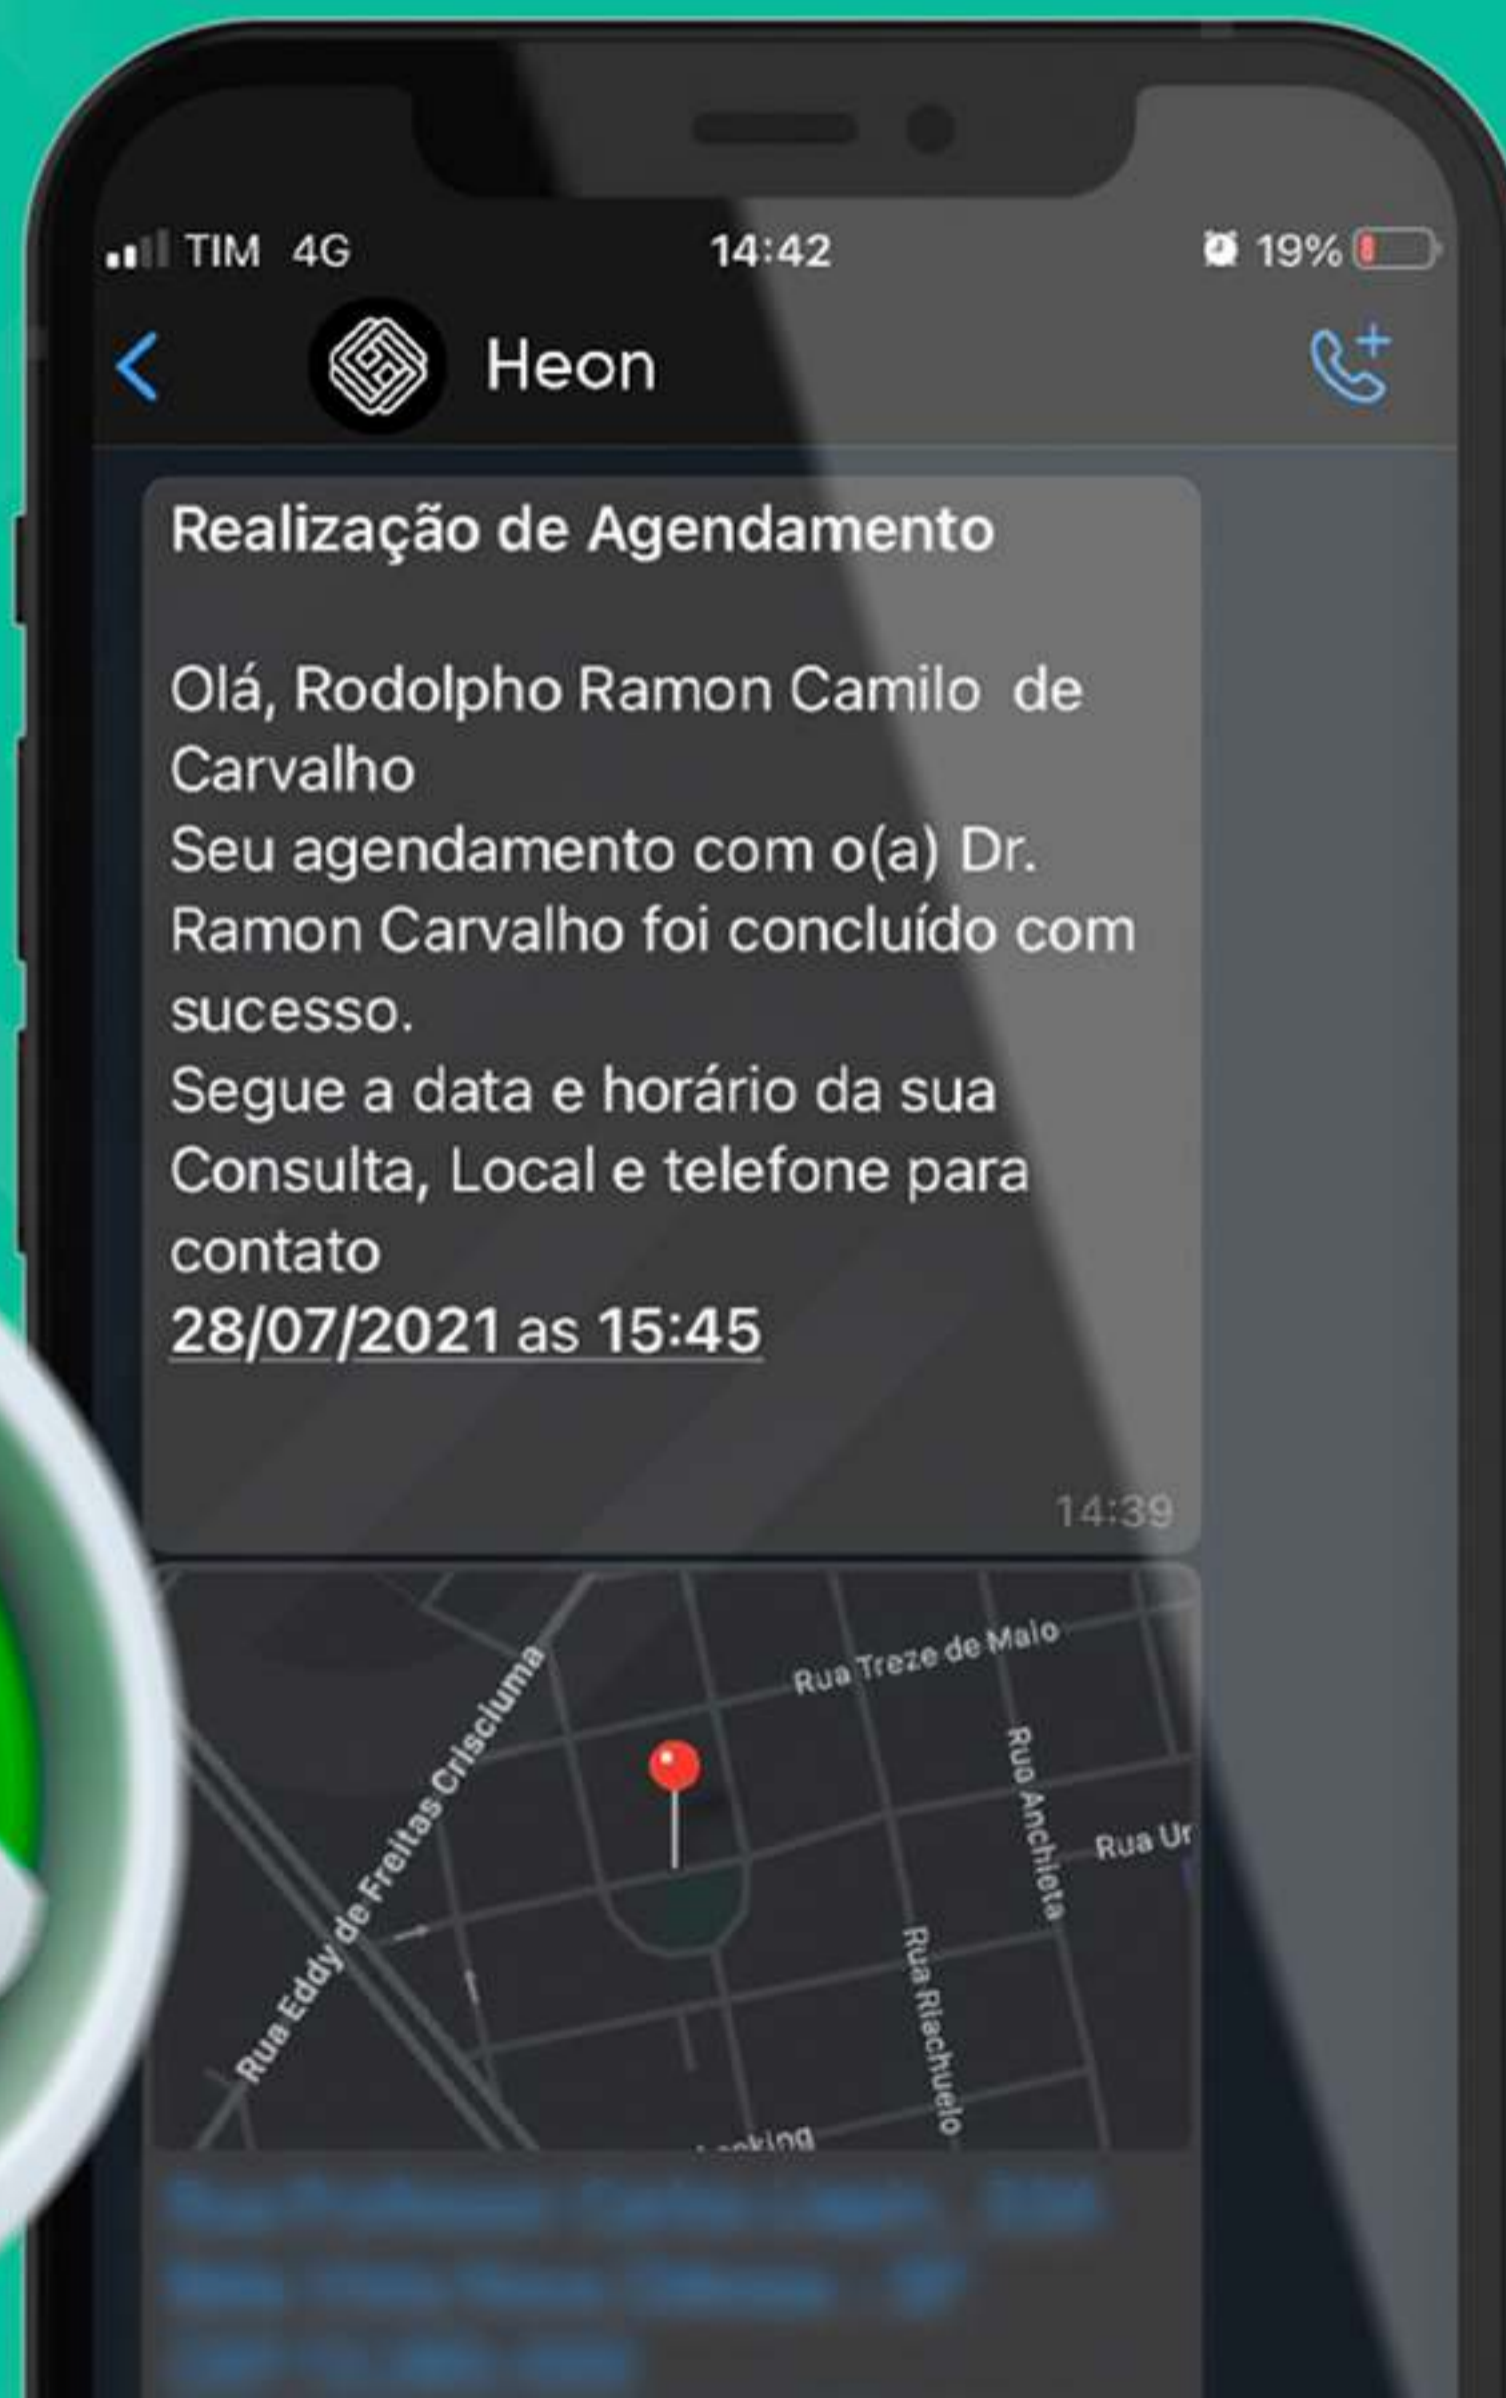 TIM 4G 14:42 19%
Heon
Realização de Agendamento
Olá, Rodolpho Ramon Camilo de
Carvalho
Seu agendamento com o(a) Dr.
Ramon Carvalho foi concluído com
sucesso.
Segue a data e horário da sua
Consulta, Local e telefone para
contato
28/07/2021 as 15:45
14:39
Rua Treze de Maio
Rua Eddy de Freitas Crisciuma
Rua Anchieta
Rua Ur
Rua Riachuelo